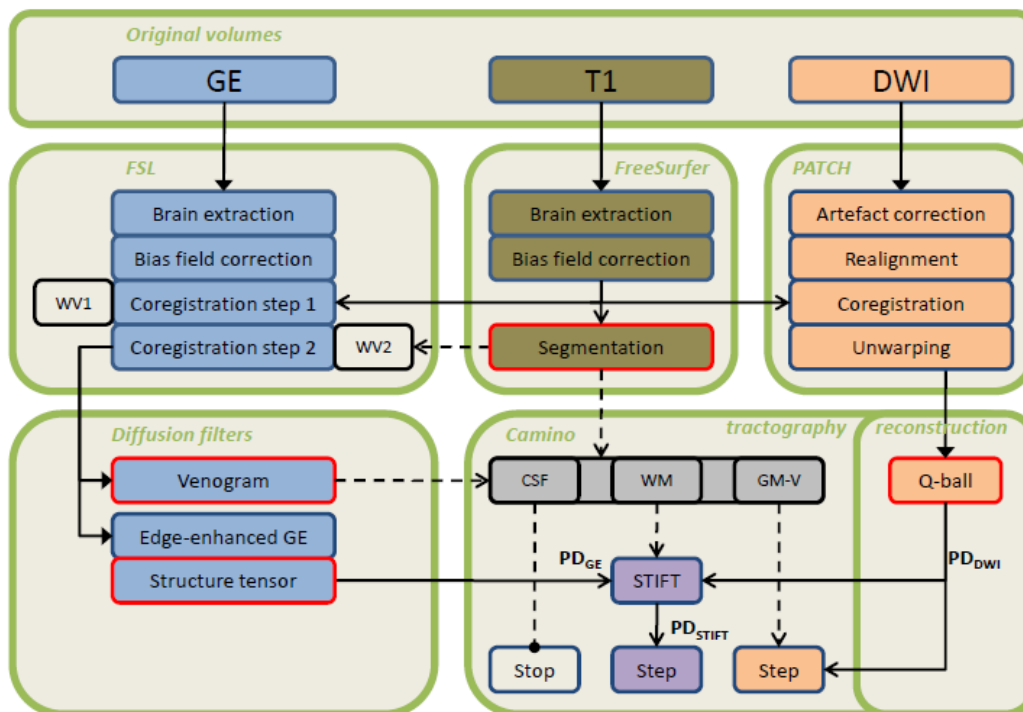 Original volumes
GE
T1
DWI
FSL
FreeSurfer
PATCH
Brain extraction
Brain extraction
Artefact correction
Bias field correction
Bias field correction
Realignment
WV1
Coregistration step 1
Coregistration
Coregistration step 2
WV2
Segmentation
Unwarping
Diffusion filters
Camino
tractography
reconstruction
Venogram
CSF
WM
GM-V
Q-ball
Edge-enhanced GE
PD_GE
PD_DWI
Structure tensor
STIFT
PD_STIFT
Stop
Step
Step